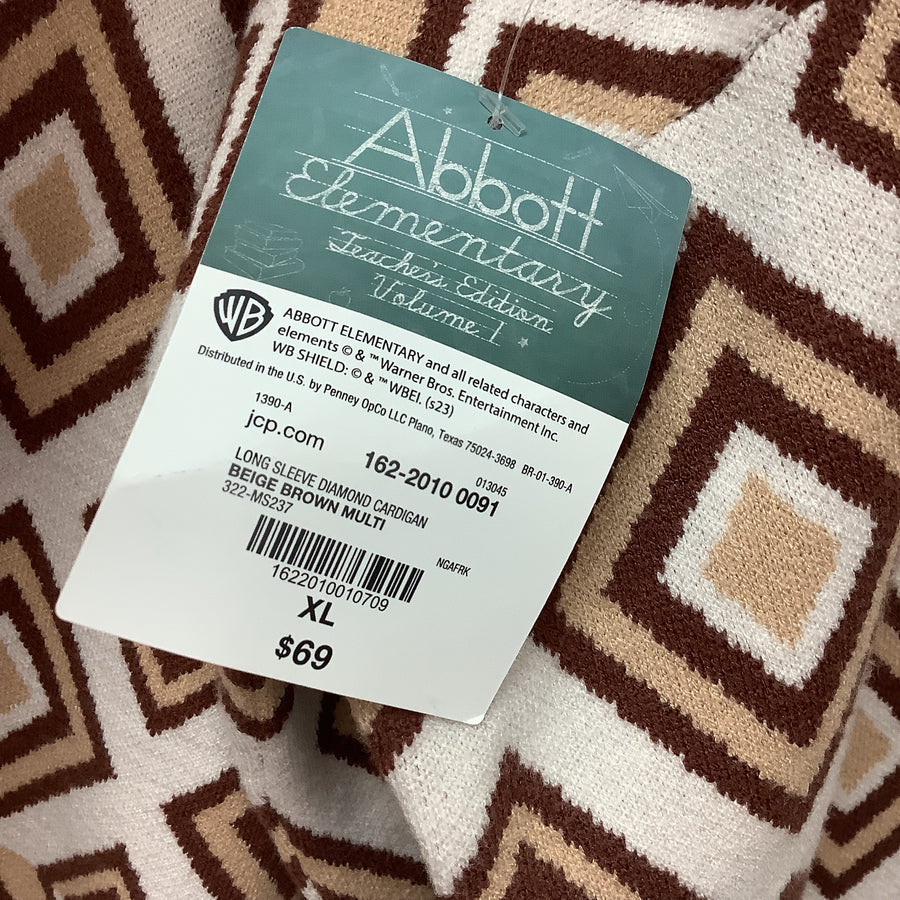 Abbott
Elementary
Teacher's Edition
Volume 1
WB
ABBOTT ELEMENTARY and all related characters and
elements © & ™ Warner Bros. Entertainment Inc.
WB SHIELD: © & ™ WBEI. (s23)
Distributed in the U.S. by Penney OpCo LLC Plano, Texas 75024-3698 BR-01-390-A
1390-A
jcp.com
013045
162-2010 0091
LONG SLEEVE DIAMOND CARDIGAN
BEIGE BROWN MULTI
322-MS237
NGAFRK
1622010010709
XL
$69